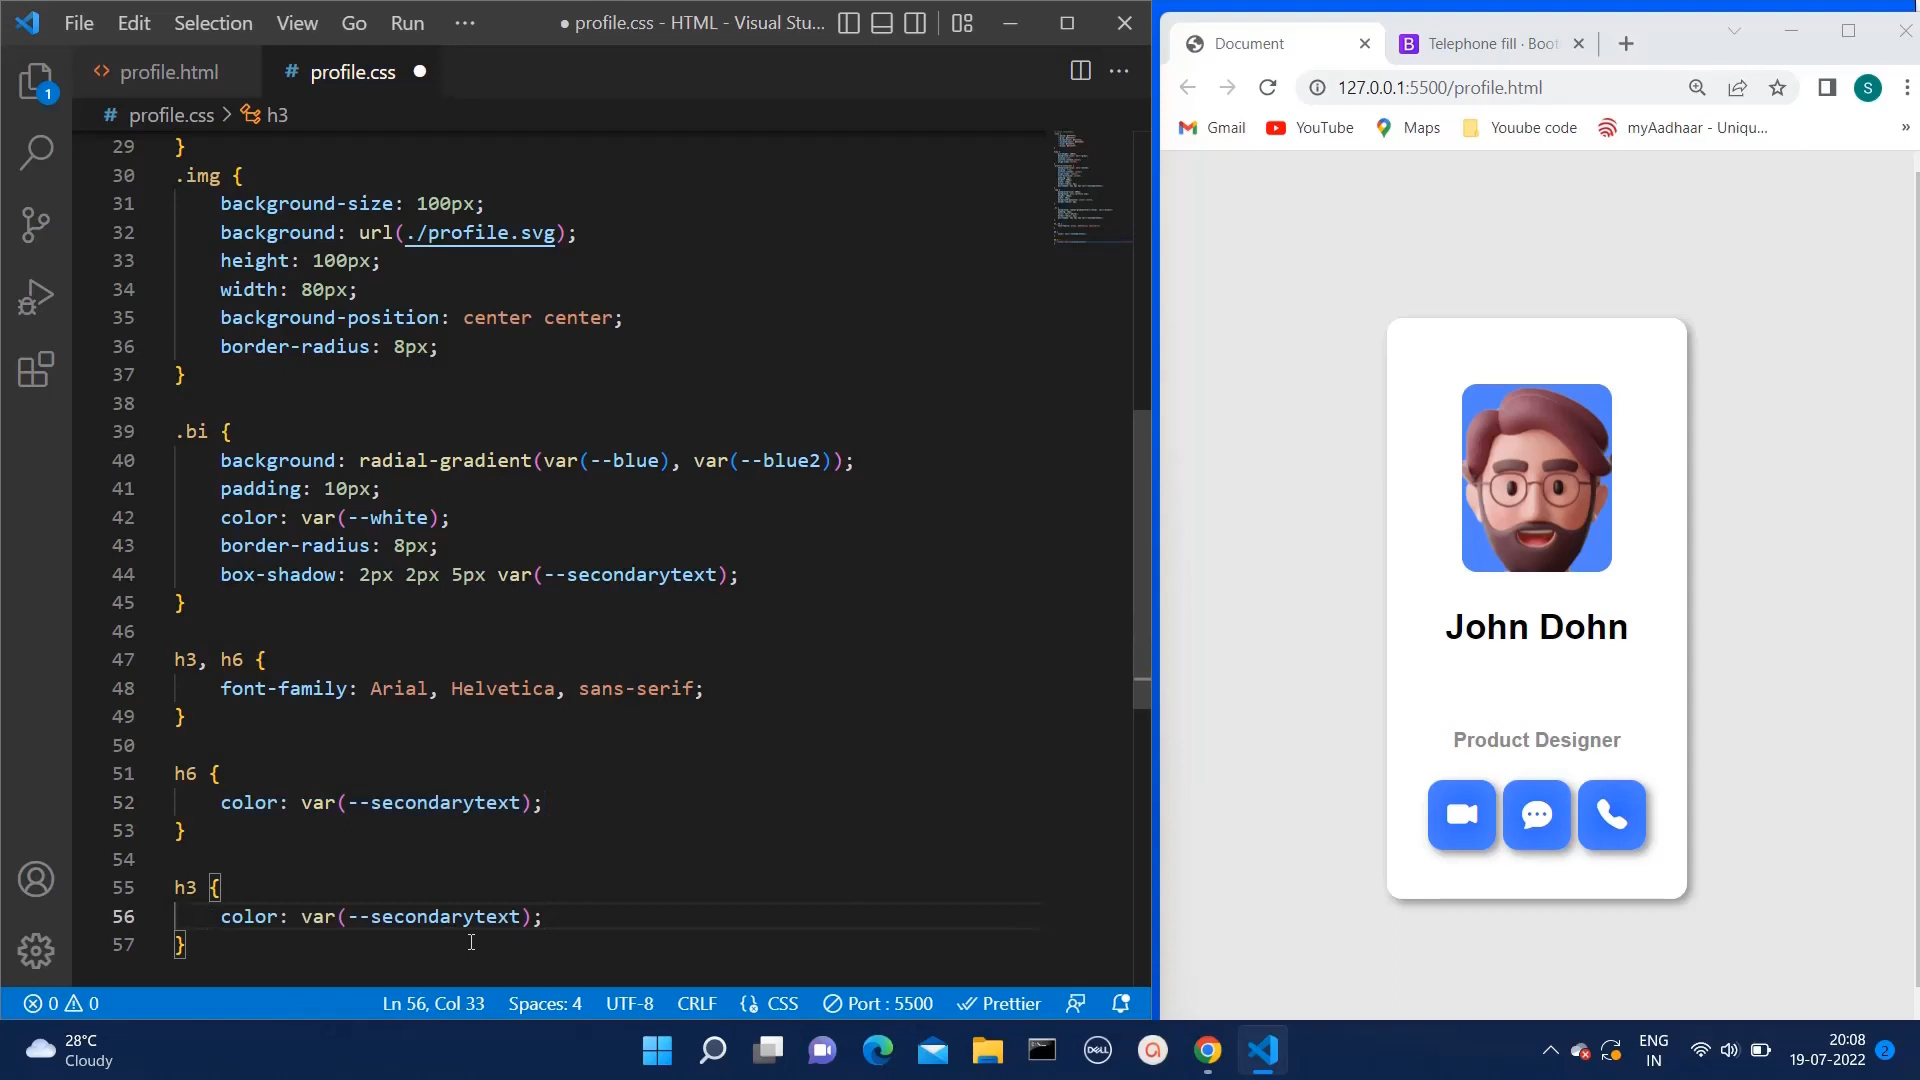 File Edit Selection View Go Run ···
● profile.css - HTML - Visual Stu...
profile.html
# profile.css ●
# profile.css > h3
1
29 }
30 .img {
31 background-size: 100px;
32 background: url(./profile.svg);
33 height: 100px;
34 width: 80px;
35 background-position: center center;
36 border-radius: 8px;
37 }
38
39 .bi {
40 background: radial-gradient(var(--blue), var(--blue2));
41 padding: 10px;
42 color: var(--white);
43 border-radius: 8px;
44 box-shadow: 2px 2px 5px var(--secondarytext);
45 }
46
47 h3, h6 {
48 font-family: Arial, Helvetica, sans-serif;
49 }
50
51 h6 {
52 color: var(--secondarytext);
53 }
54
55 h3 {
56 color: var(--secondarytext);
57 }
0 0
Ln 56, Col 33 Spaces: 4 UTF-8 CRLF {} CSS Port : 5500 Prettier
Document
B Telephone fill · Boot
127.0.0.1:5500/profile.html
S
Gmail YouTube Maps Youube code myAadhaar - Uniqu... »
John Dohn
Product Designer
28°C
Cloudy
DELL
ENG
IN
20:08
19-07-2022
2